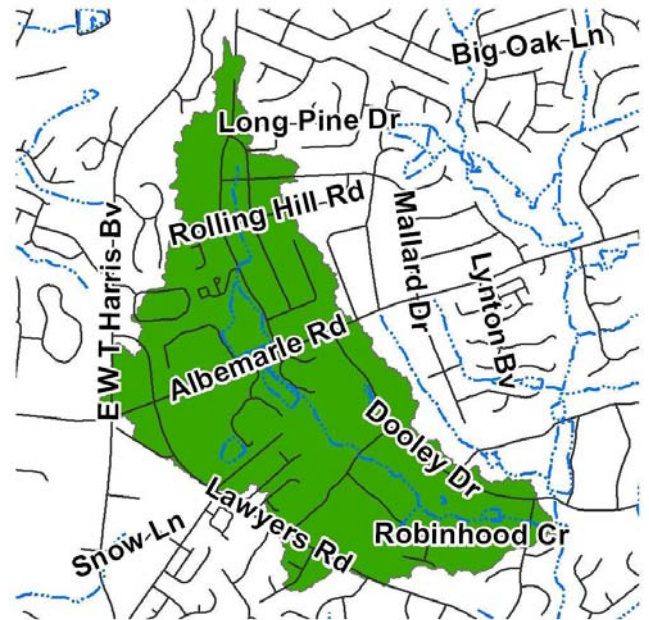 Big Oak Ln
Long Pine Dr
Rolling Hill Rd
Mallard Dr
E W T Harris Bv
Lynton Bv
Albemarle Rd
Dooley Dr
Lawyers Rd
Robinhood Cr
Snow Ln